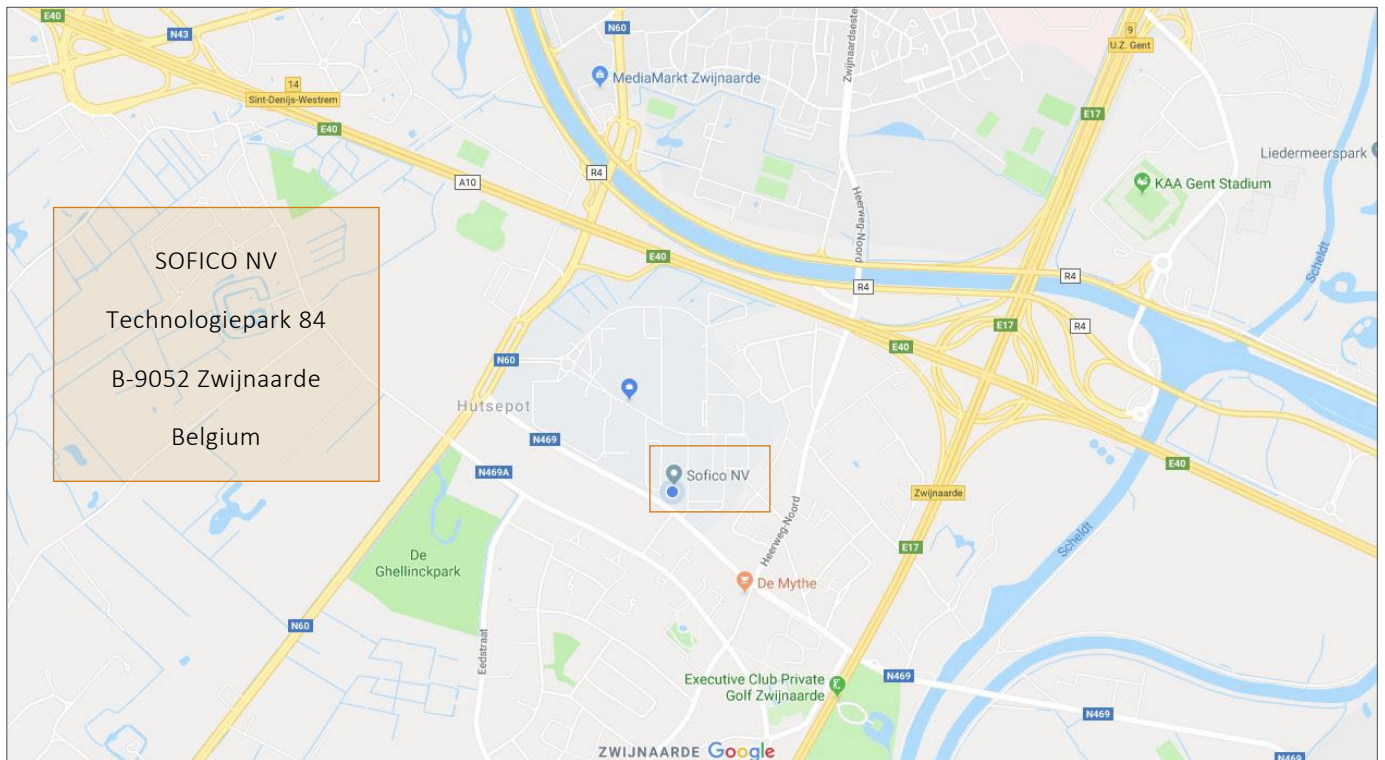 E40
N43
N60
9
U.Z. Gent
MediaMarkt Zwijnaarde
14
Sint-Denijs-Westrem
E40
E17
Liedermeerspark
R4
A10
KAA Gent Stadium
Heerweg-Noord
SOFICO NV
Technologiepark 84
B-9052 Zwijnaarde
Belgium
E40
R4
R4
Scheldt
E17
R4
E40
N60
Hutsepot
N469
N469A
Sofico NV
E40
Zwijnaarde
Heerweg-Noord
Scheldt
E17
De
Ghellinckpark
De Mythe
N60
Eedstraat
Executive Club Private
Golf Zwijnaarde
N469
N469
ZWIJNAARDE Google
N469